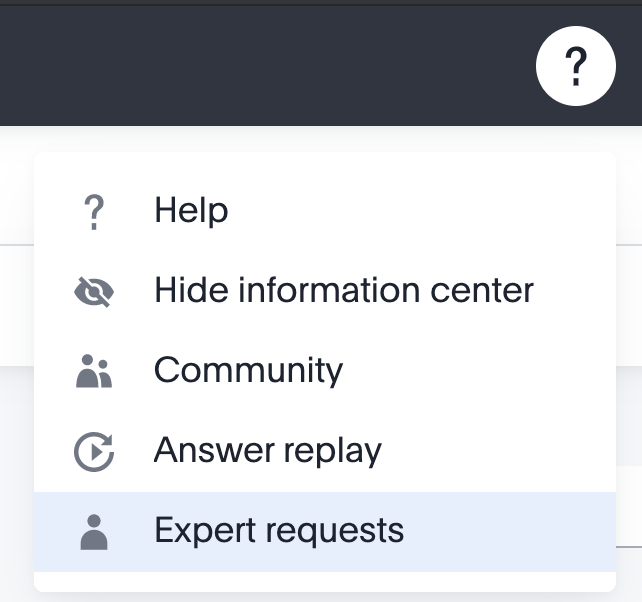 ?
? Help
Hide information center
Community
Answer replay
Expert requests